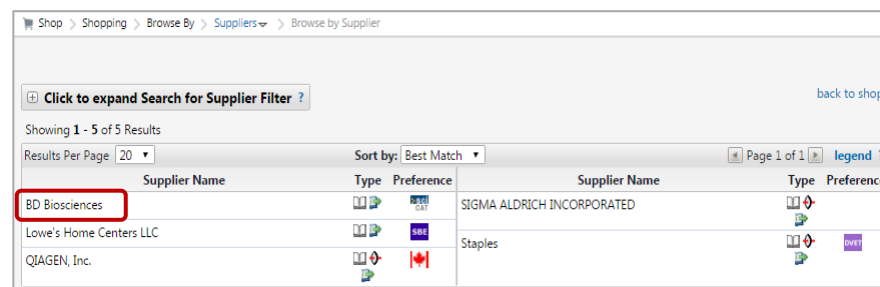 Shop > Shopping > Browse By > Suppliers > Browse by Supplier
Click to expand Search for Supplier Filter ?
back to shop
Showing 1 - 5 of 5 Results
Results Per Page 20 Sort by: Best Match Page 1 of 1 legend
Supplier Name Type Preference Supplier Name Type Preference
BD Biosciences CAT SIGMA ALDRICH INCORPORATED
Lowe's Home Centers LLC SBE
Staples DVET
QIAGEN, Inc.